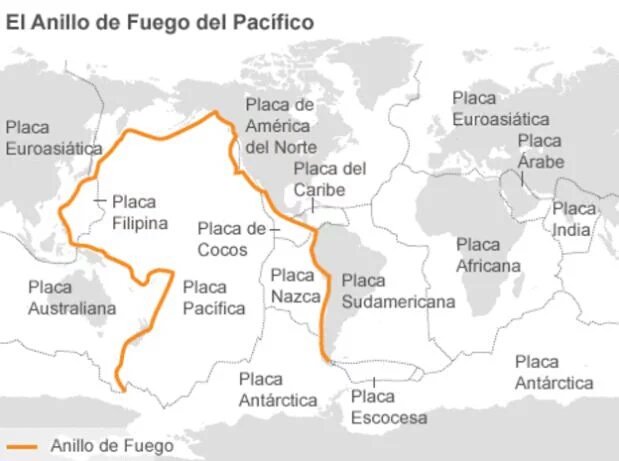 El Anillo de Fuego del Pacífico
Placa
Euroasiática
Placa de
América
del Norte
Placa
Euroasiática
Placa
Árabe
Placa del
Caribe
Placa
Filipina
Placa de
Cocos
Placa
India
Placa
Africana
Placa
Australiana
Placa
Pacífica
Placa
Nazca
Placa
Sudamericana
Placa
Antárctica
Placa
Escocesa
Placa
Antárctica
Anillo de Fuego